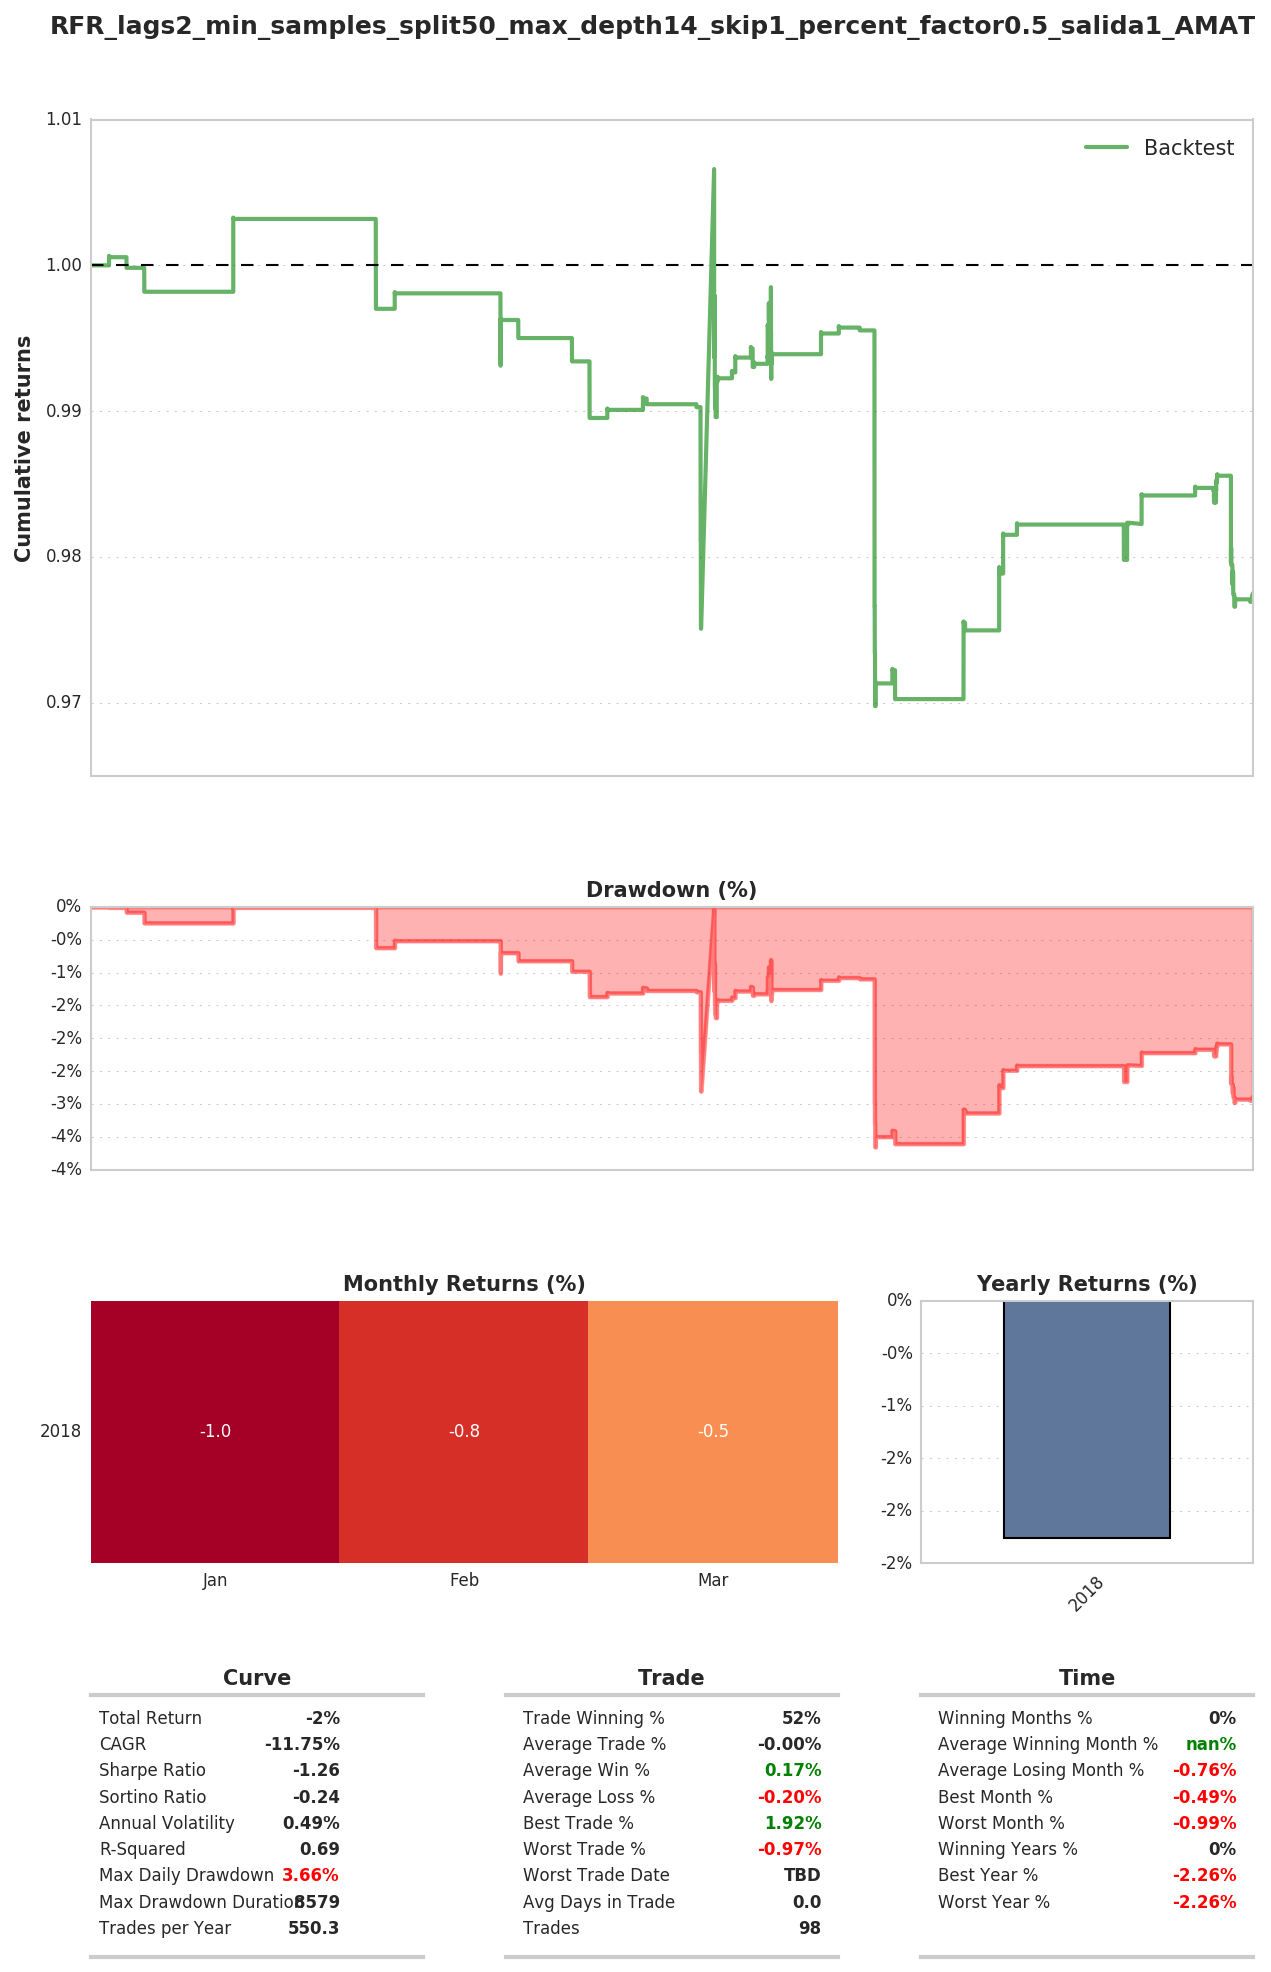 RFR_lags2_min_samples_split50_max_depth14_skip1_percent_factor0.5_salida1_AMAT
1.01
1.00
0.99
0.98
0.97
Cumulative returns
Backtest
Drawdown (%)
0%
-0%
-1%
-2%
-2%
-2%
-3%
-4%
-4%
Monthly Returns (%)
2018
-1.0
-0.8
-0.5
Jan
Feb
Mar
Yearly Returns (%)
0%
-0%
-1%
-2%
-2%
-2%
2018
Curve
Total Return -2%
CAGR -11.75%
Sharpe Ratio -1.26
Sortino Ratio -0.24
Annual Volatility 0.49%
R-Squared 0.69
Max Daily Drawdown 3.66%
Max Drawdown Duration 8579
Trades per Year 550.3
Trade
Trade Winning % 52%
Average Trade % -0.00%
Average Win % 0.17%
Average Loss % -0.20%
Best Trade % 1.92%
Worst Trade % -0.97%
Worst Trade Date TBD
Avg Days in Trade 0.0
Trades 98
Time
Winning Months % 0%
Average Winning Month % nan%
Average Losing Month % -0.76%
Best Month % -0.49%
Worst Month % -0.99%
Winning Years % 0%
Best Year % -2.26%
Worst Year % -2.26%